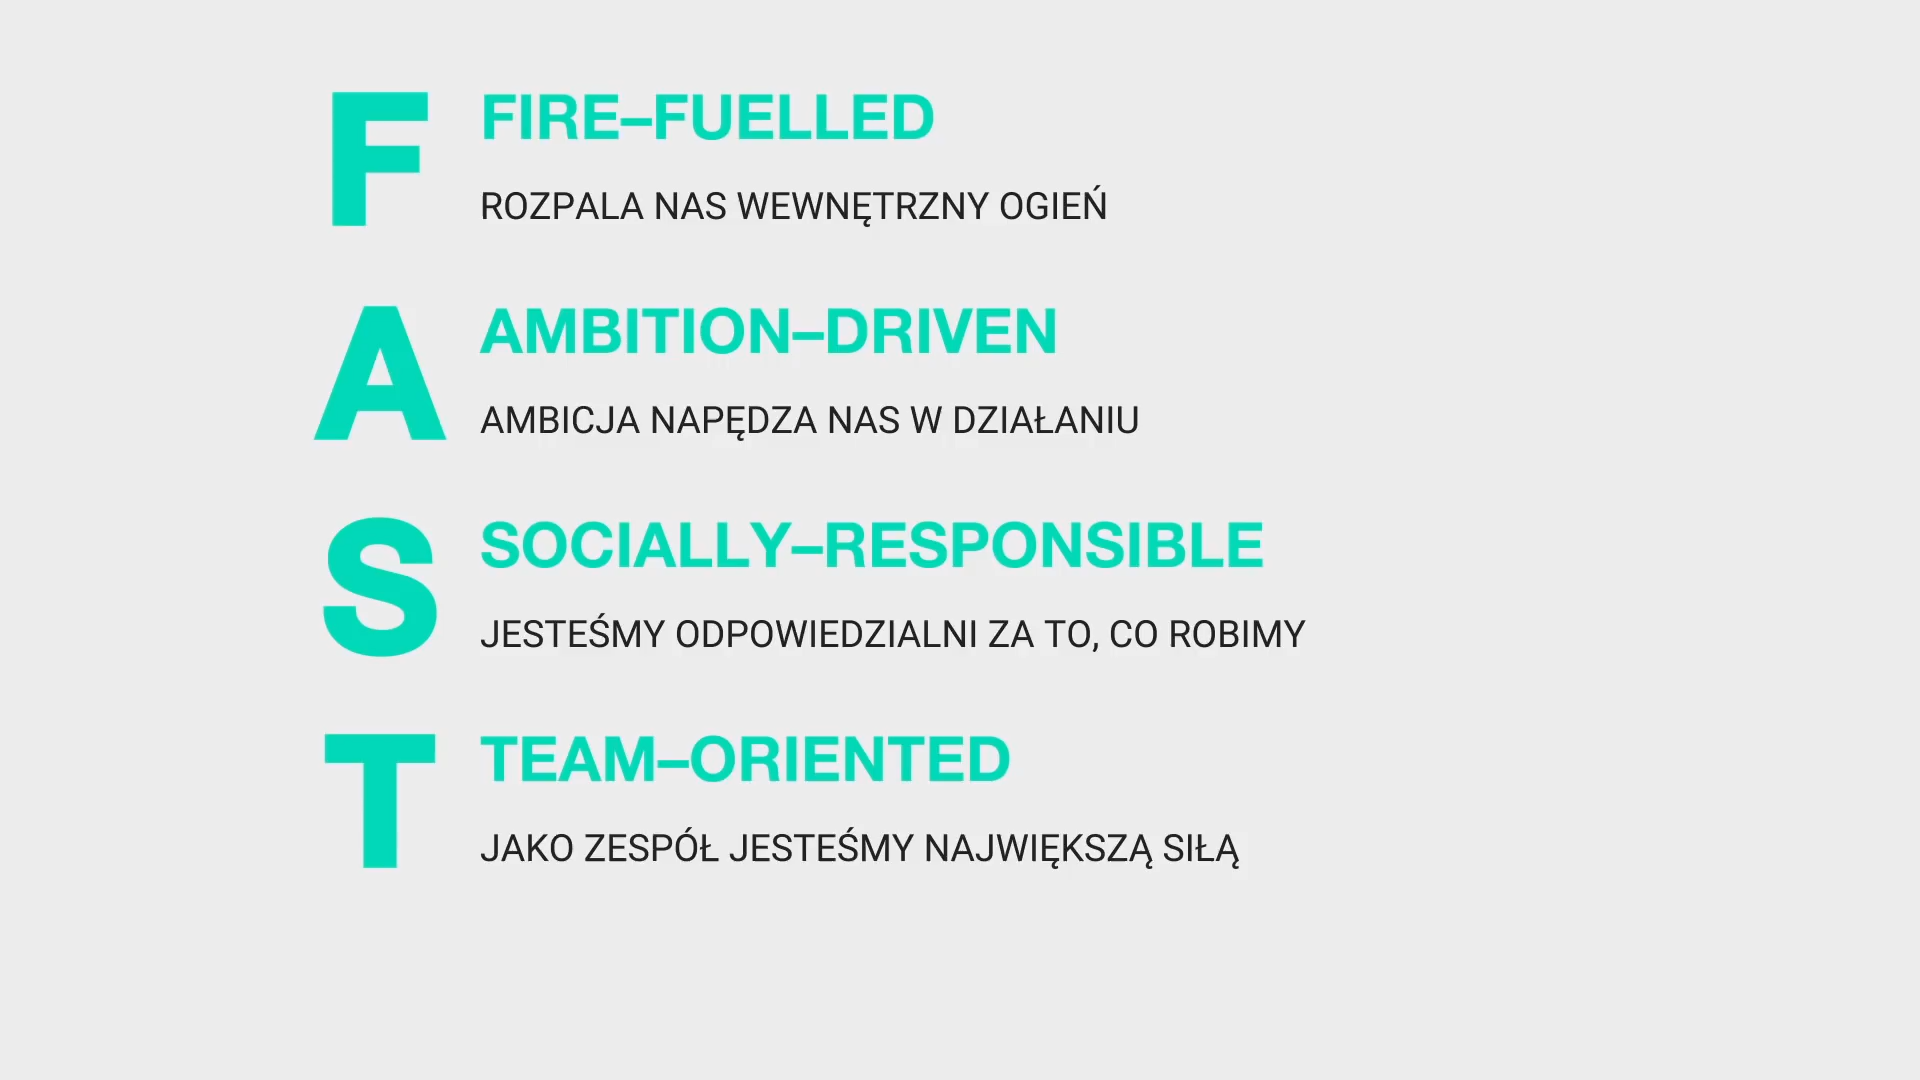 F
FIRE–FUELLED
ROZPALA NAS WEWNĘTRZNY OGIEŃ
A
AMBITION–DRIVEN
AMBICJA NAPĘDZA NAS W DZIAŁANIU
S
SOCIALLY–RESPONSIBLE
JESTEŚMY ODPOWIEDZIALNI ZA TO, CO ROBIMY
T
TEAM–ORIENTED
JAKO ZESPÓŁ JESTEŚMY NAJWIĘKSZĄ SIŁĄ